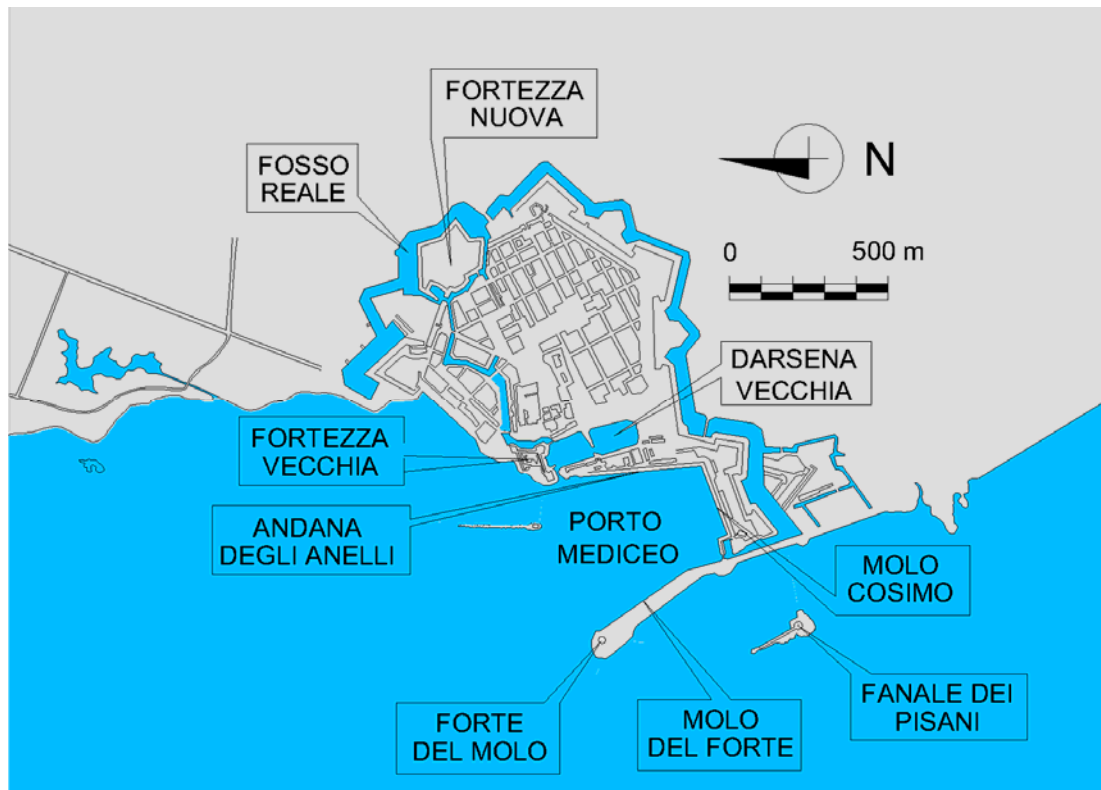 FORTEZZA
NUOVA
FOSSO
REALE
N
0 500 m
DARSENA
VECCHIA
FORTEZZA
VECCHIA
ANDANA
DEGLI ANELLI
PORTO
MEDICEO
MOLO
COSIMO
FORTE
DEL MOLO
MOLO
DEL FORTE
FANALE DEI
PISANI